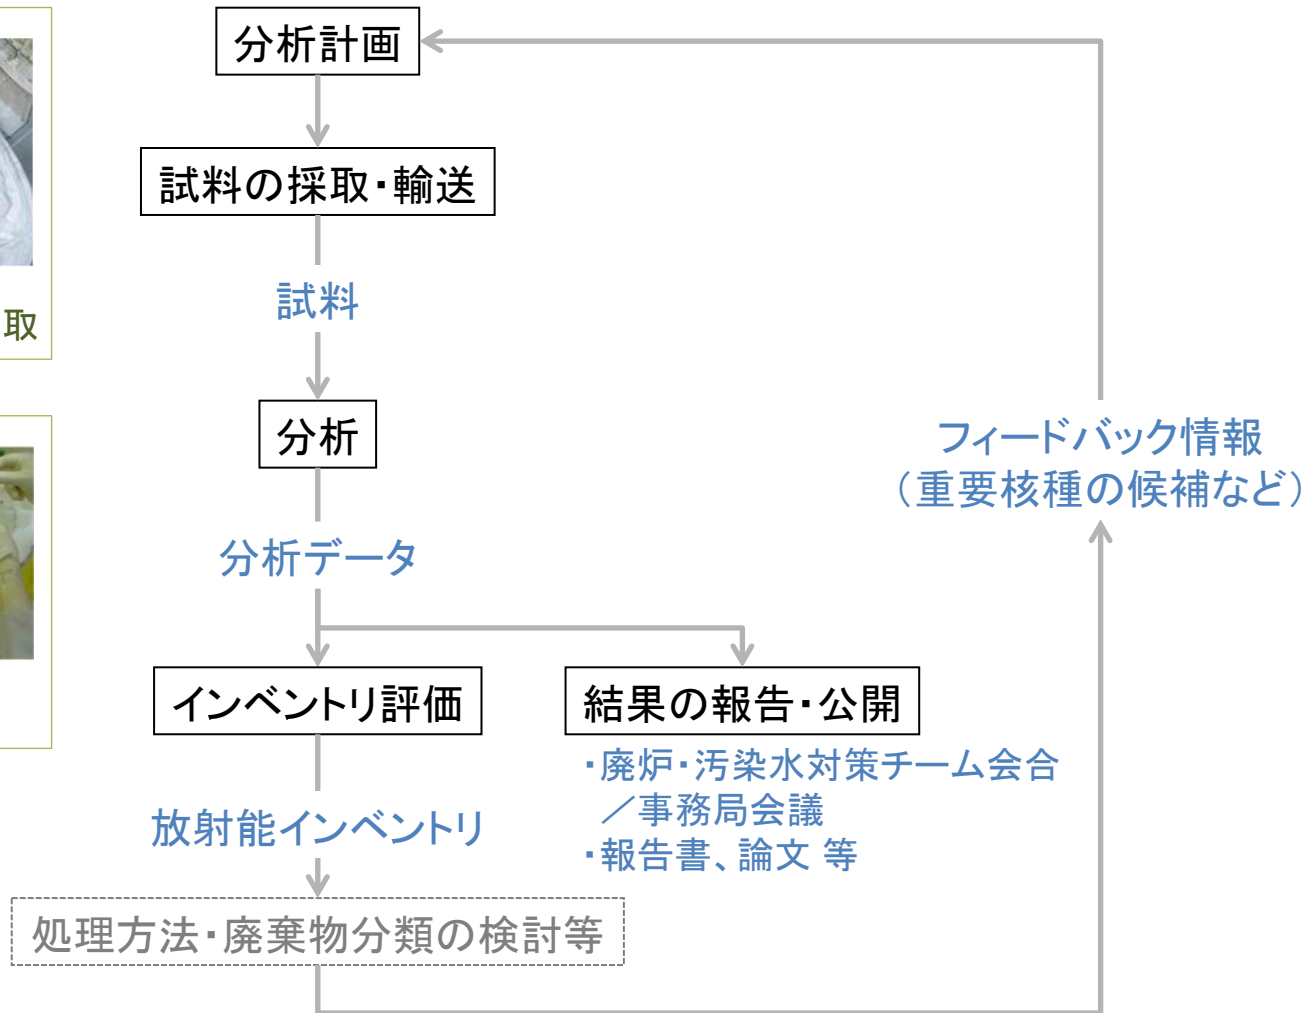 分析計画
試料の採取・輸送
試料
取
分析
フィードバック情報
（重要核種の候補など）
分析データ
インベントリ評価
結果の報告・公開
・廃炉・汚染水対策チーム会合
／事務局会議
・報告書、論文 等
放射能インベントリ
処理方法・廃棄物分類の検討等